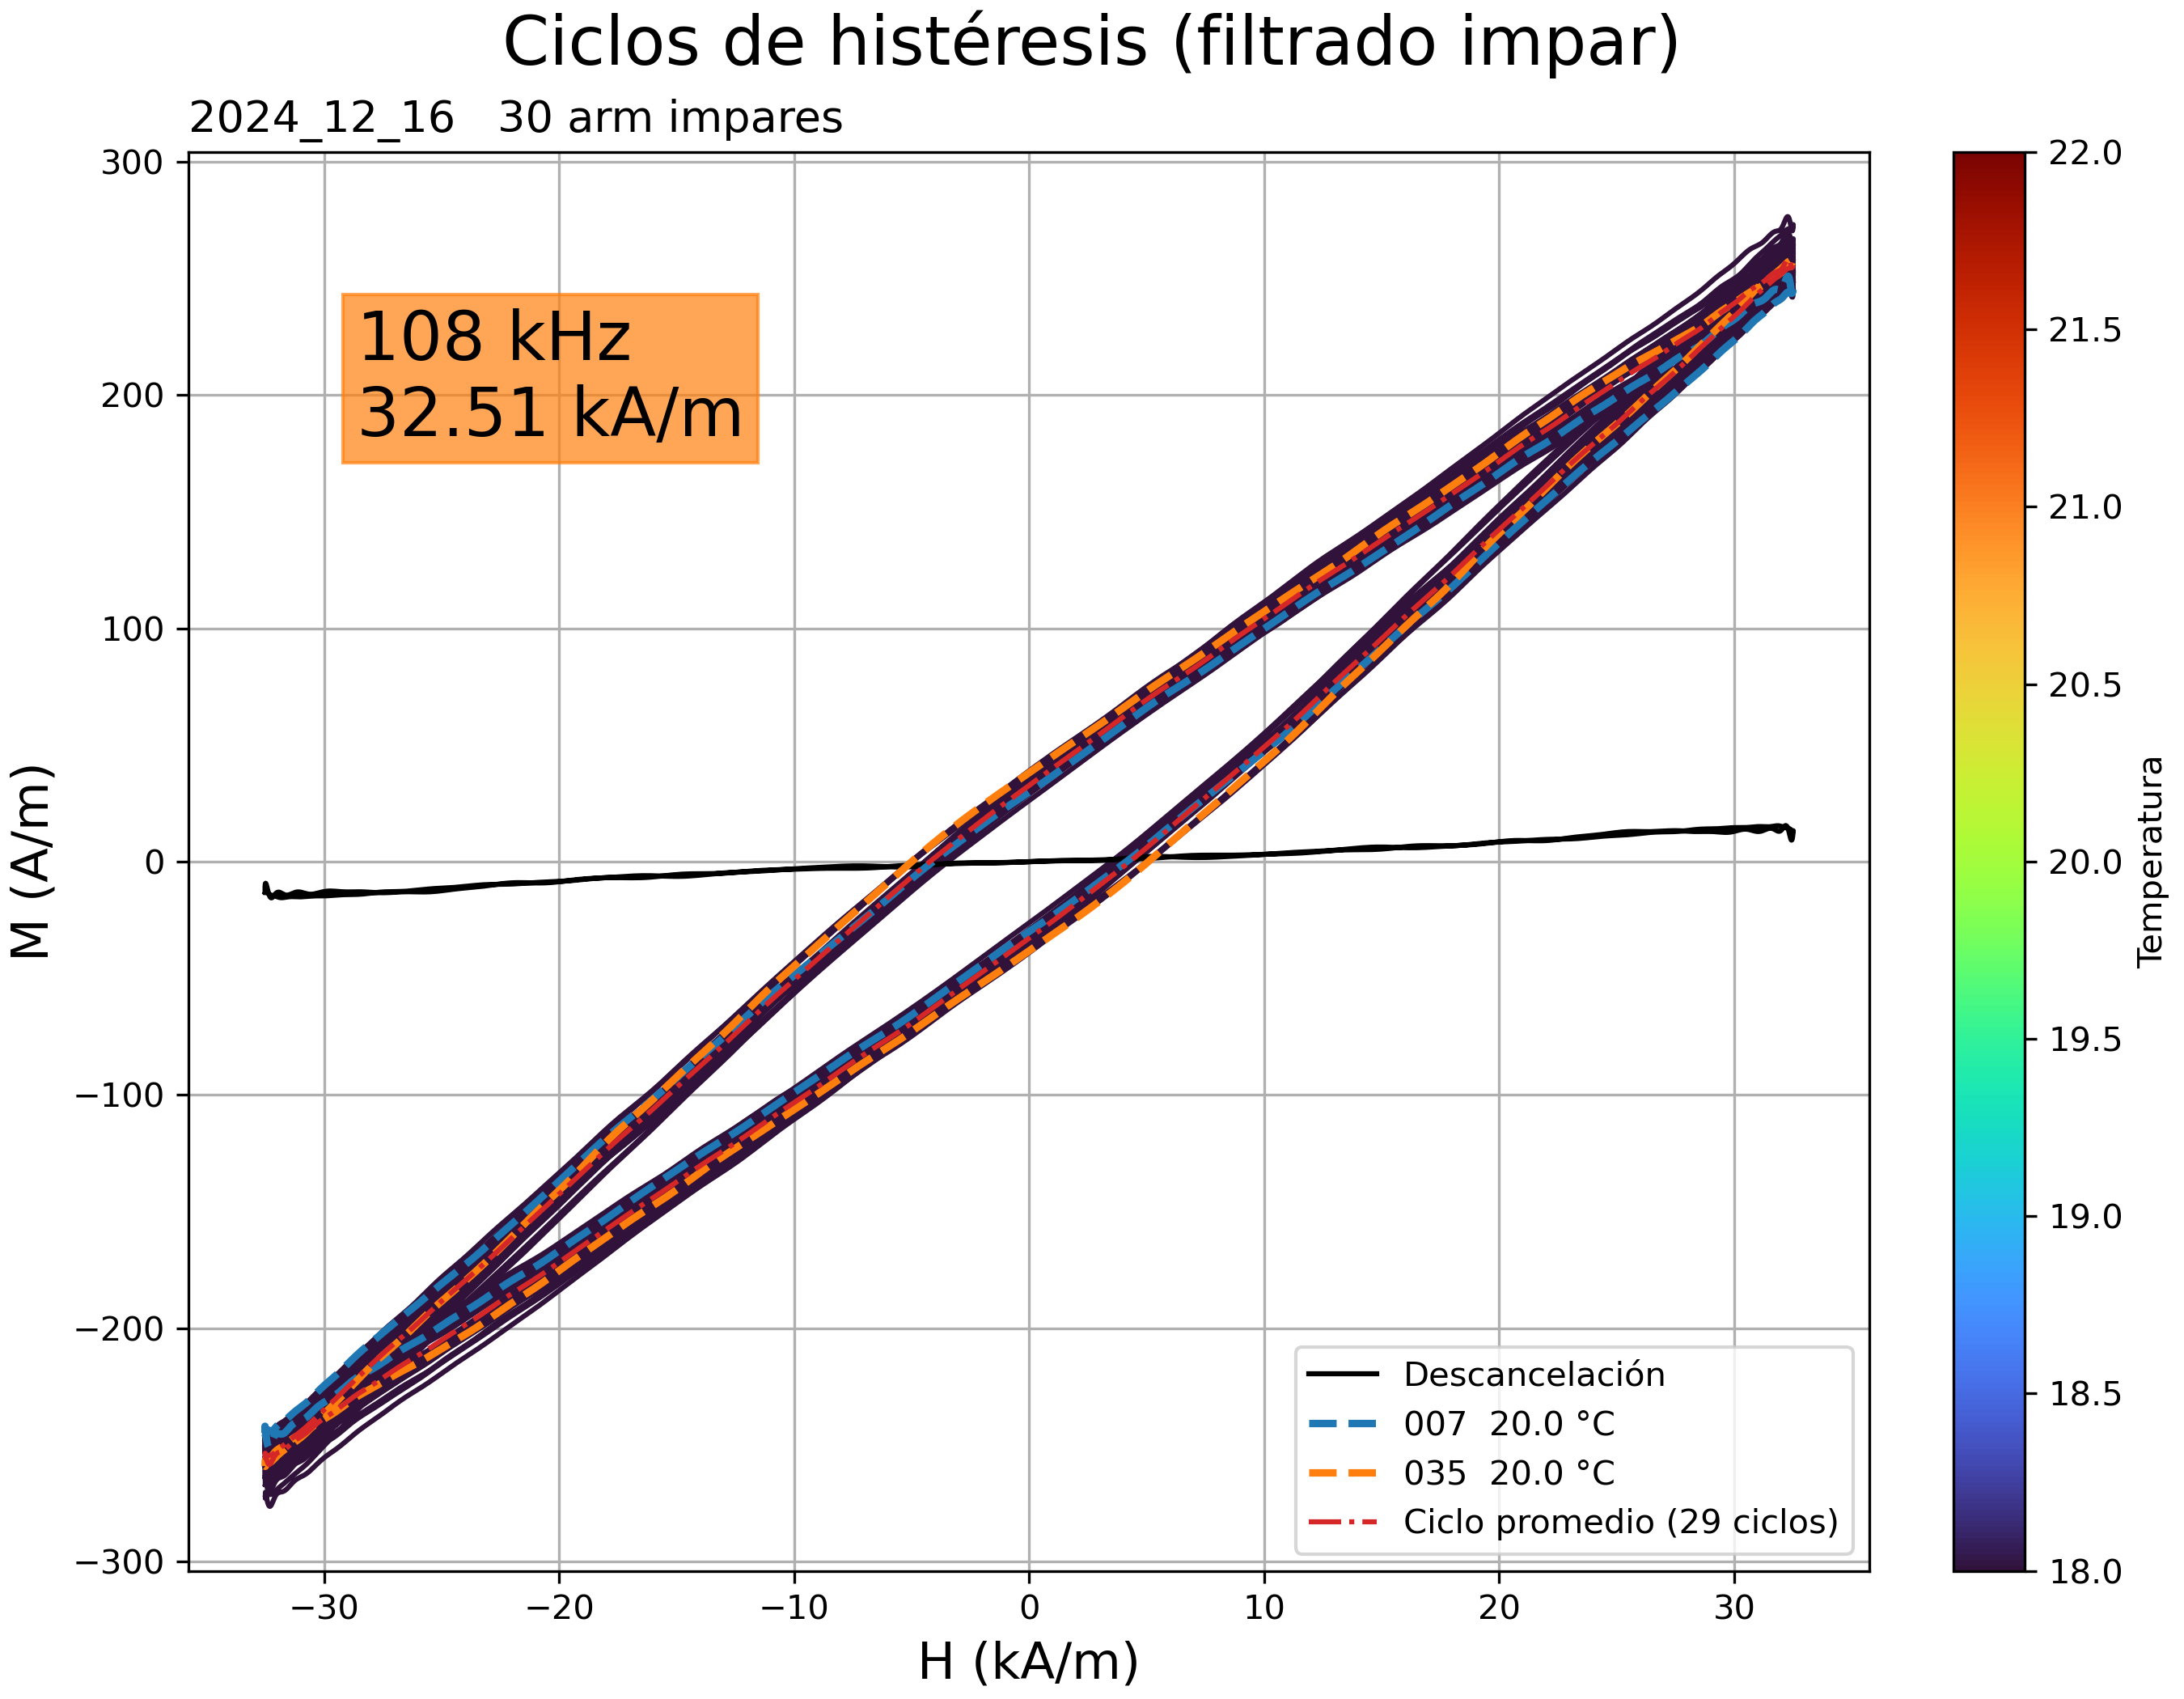 Ciclos de histéresis (filtrado impar)
2024_12_16   30 arm impares
108 kHz
32.51 kA/m
M (A/m)
300
200
100
0
−100
−200
−300
−30
−20
−10
0
10
20
30
H (kA/m)
Descancelación
007  20.0 °C
035  20.0 °C
Ciclo promedio (29 ciclos)
22.0
21.5
21.0
20.5
20.0
19.5
19.0
18.5
18.0
Temperatura